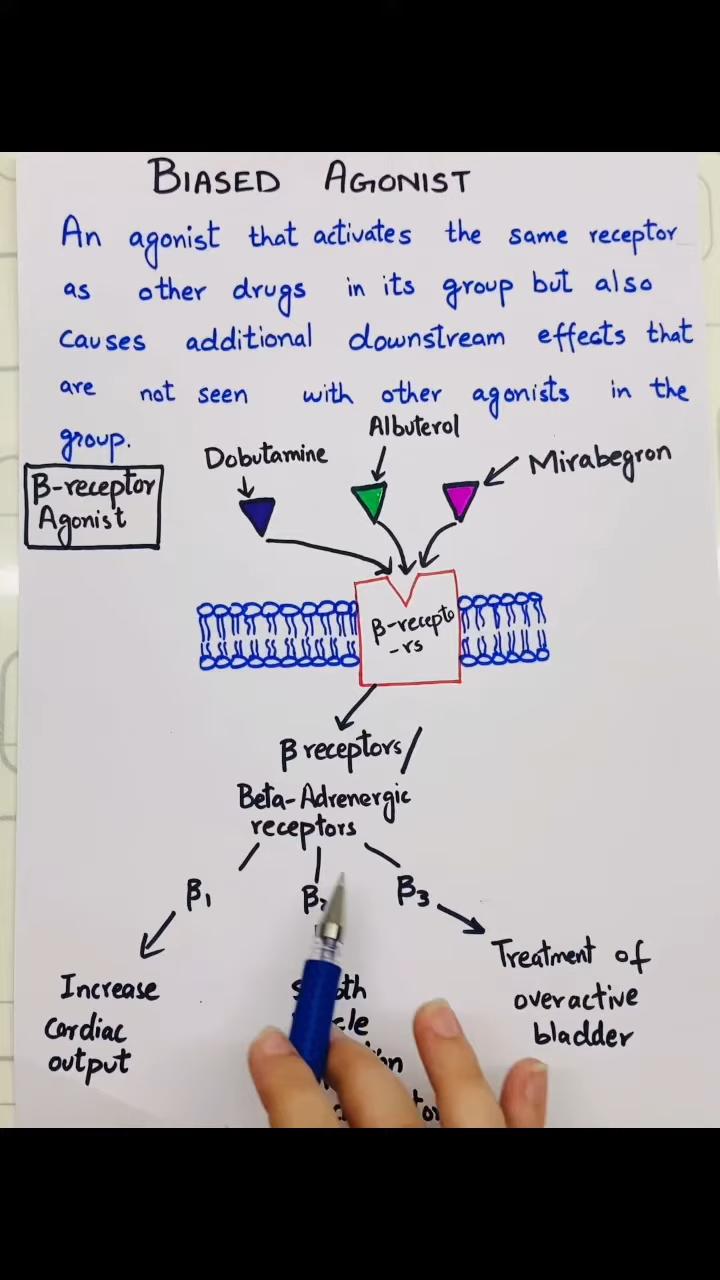 BIASED AGONIST
An agonist that activates the same receptor
as other drugs in its group but also
causes additional downstream effects that
are not seen with other agonists in the
group.
Albuterol
Dobutamine
Mirabegron
β-receptor
Agonist
β-recepto
-rs
β receptors/
Beta-Adrenergic
receptors
β1
β3
Treatment of
overactive
bladder
Increase
cardiac
output